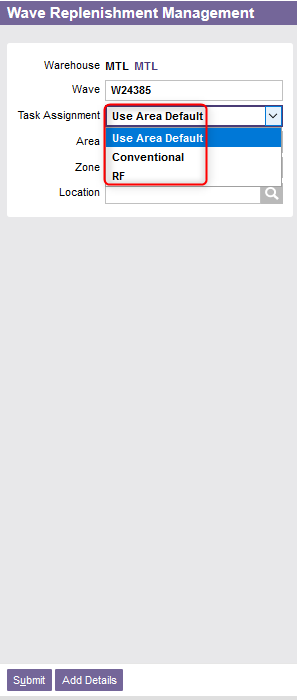 Wave Replenishment Management
Warehouse MTL MTL
Wave W24385
Task Assignment Use Area Default
Area Use Area Default
Conventional
Zone
RF
Location
Submit Add Details